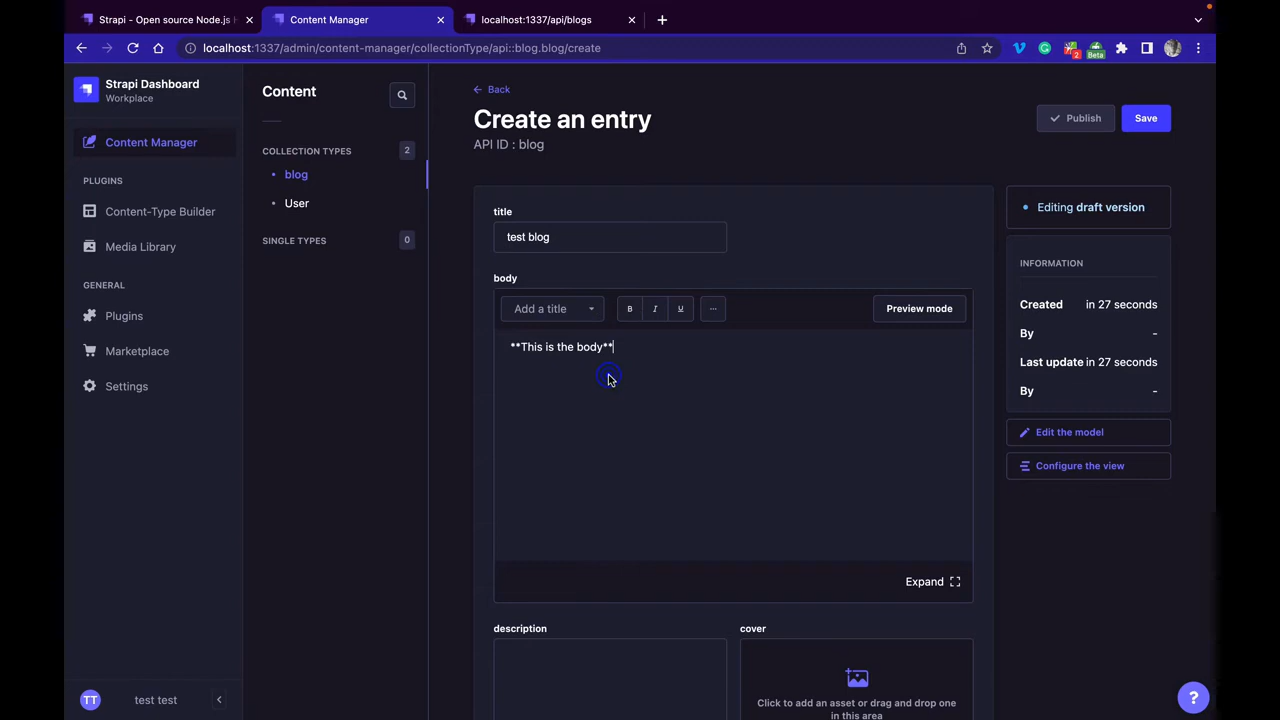 Strapi - Open source Node.js H
Content Manager
localhost:1337/api/blogs
localhost:1337/admin/content-manager/collectionType/api::blog.blog/create
2
Beta
Strapi Dashboard
Workplace
Content Manager
PLUGINS
Content-Type Builder
Media Library
GENERAL
Plugins
Marketplace
Settings
TT
test test
Content
COLLECTION TYPES
2
blog
User
SINGLE TYPES
0
Back
Create an entry
API ID : blog
Publish
Save
title
test blog
body
Add a title
B
I
U
...
Preview mode
**This is the body**
Expand
description
cover
Click to add an asset or drag and drop one
in this area
Editing draft version
INFORMATION
Created in 27 seconds
By -
Last update in 27 seconds
By -
Edit the model
Configure the view
?